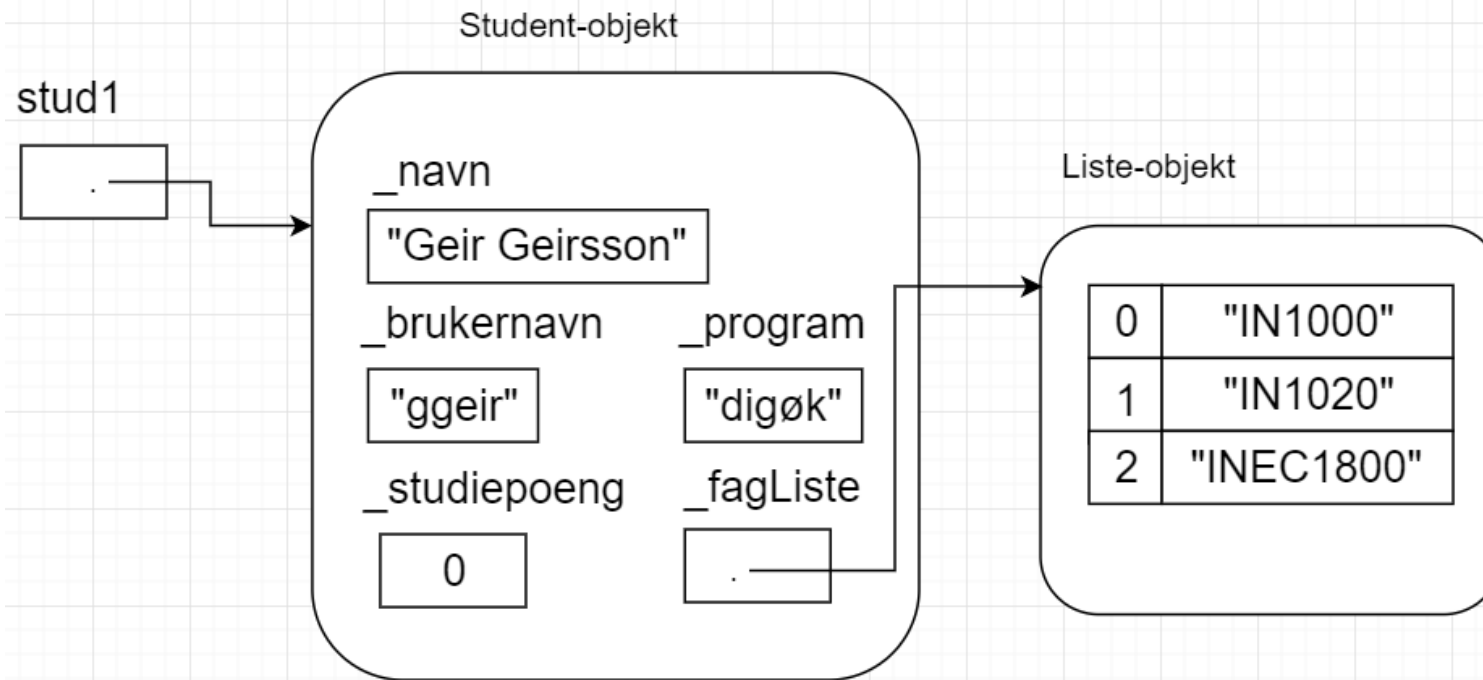 Student-objekt
stud1
_navn
"Geir Geirsson"
_brukernavn
_program
"ggeir"
"digøk"
_studiepoeng
_fagListe
0
Liste-objekt
0 "IN1000"
1 "IN1020"
2 "INEC1800"